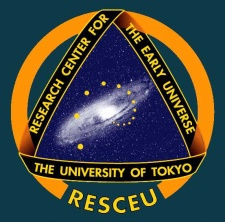 RESEARCH CENTER FOR
THE EARLY UNIVERSE
THE UNIVERSITY OF TOKYO
RESCEU